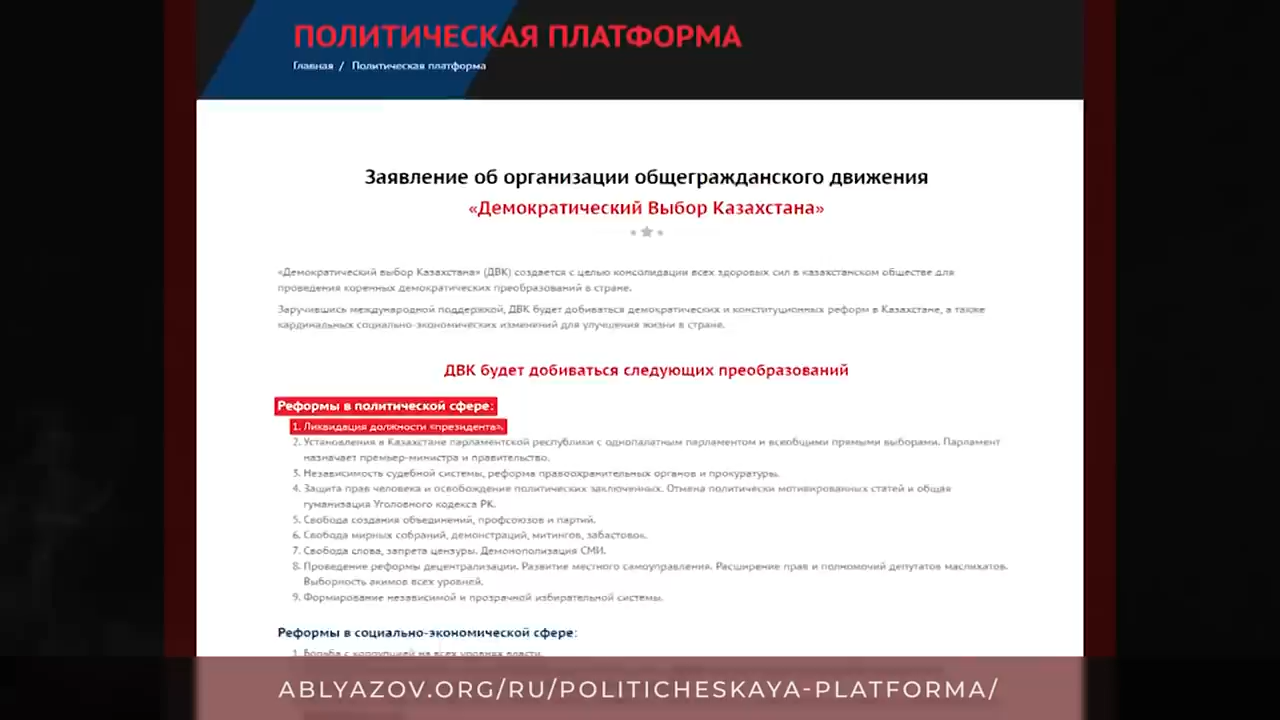 ПОЛИТИЧЕСКАЯ ПЛАТФОРМА
Главная / Политическая платформа
Заявление об организации общегражданского движения
«Демократический Выбор Казахстана»
«Демократический выбор Казахстана» (ДВК) создается с целью консолидации всех здоровых сил в казахстанском обществе для
проведения коренных демократических преобразований в стране.
Заручившись международной поддержкой, ДВК будет добиваться демократических и конституционных реформ в Казахстане, а также
кардинальных социально-экономических изменений для улучшения жизни в стране.
ДВК будет добиваться следующих преобразований
Реформы в политической сфере:
1. Ликвидация должности «президента».
2. Установления в Казахстане парламентской республики с однопалатным парламентом и всеобщими прямыми выборами. Парламент
назначает премьер-министра и правительство.
3. Независимость судебной системы, реформа правоохранительных органов и прокуратуры.
4. Защита прав человека и освобождение политических заключенных. Отмена политически мотивированных статей и общая
гуманизация Уголовного кодекса РК.
5. Свобода создания объединений, профсоюзов и партий.
6. Свобода мирных собраний, демонстраций, митингов, забастовок.
7. Свобода слова, запрета цензуры. Демонополизация СМИ.
8. Проведение реформы децентрализации. Развитие местного самоуправления. Расширение прав и полномочий депутатов маслихатов.
Выборность акимов всех уровней.
9. Формирование независимой и прозрачной избирательной системы.
Реформы в социально-экономической сфере:
1. Борьба с коррупцией на всех уровнях власти.
ABLYAZOV.ORG/RU/POLITICHESKAYA-PLATFORMA/